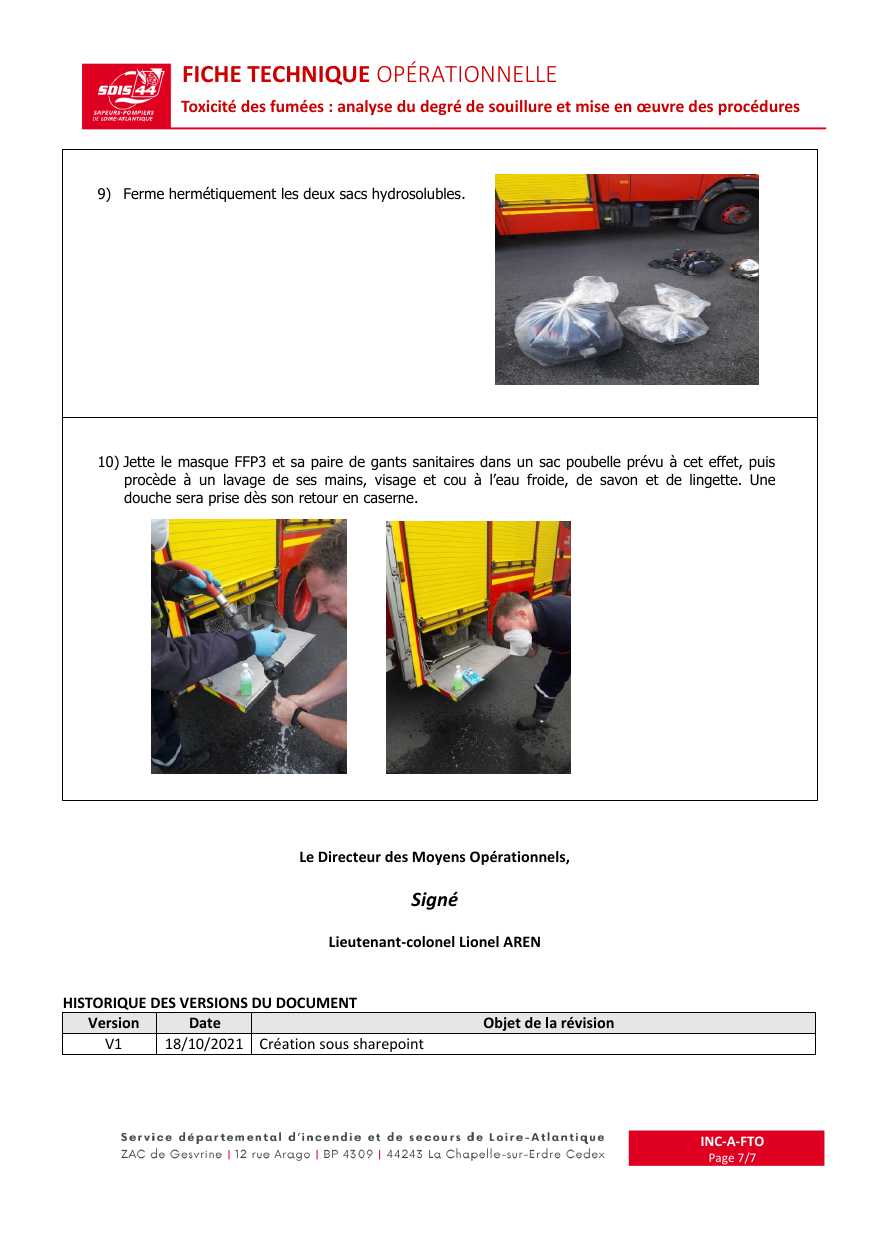 SDIS 44
SAPEURS-POMPIERS
DE LOIRE-ATLANTIQUE
FICHE TECHNIQUE OPÉRATIONNELLE
Toxicité des fumées : analyse du degré de souillure et mise en œuvre des procédures
9) Ferme hermétiquement les deux sacs hydrosolubles.
10) Jette le masque FFP3 et sa paire de gants sanitaires dans un sac poubelle prévu à cet effet, puis
procède à un lavage de ses mains, visage et cou à l’eau froide, de savon et de lingette. Une
douche sera prise dès son retour en caserne.
Le Directeur des Moyens Opérationnels,
Signé
Lieutenant-colonel Lionel AREN
HISTORIQUE DES VERSIONS DU DOCUMENT
Version Date Objet de la révision
V1 18/10/2021 Création sous sharepoint
Service départemental d’incendie et de secours de Loire-Atlantique
ZAC de Gesvrine | 12 rue Arago | BP 4309 | 44243 La Chapelle-sur-Erdre Cedex
INC-A-FTO
Page 7/7